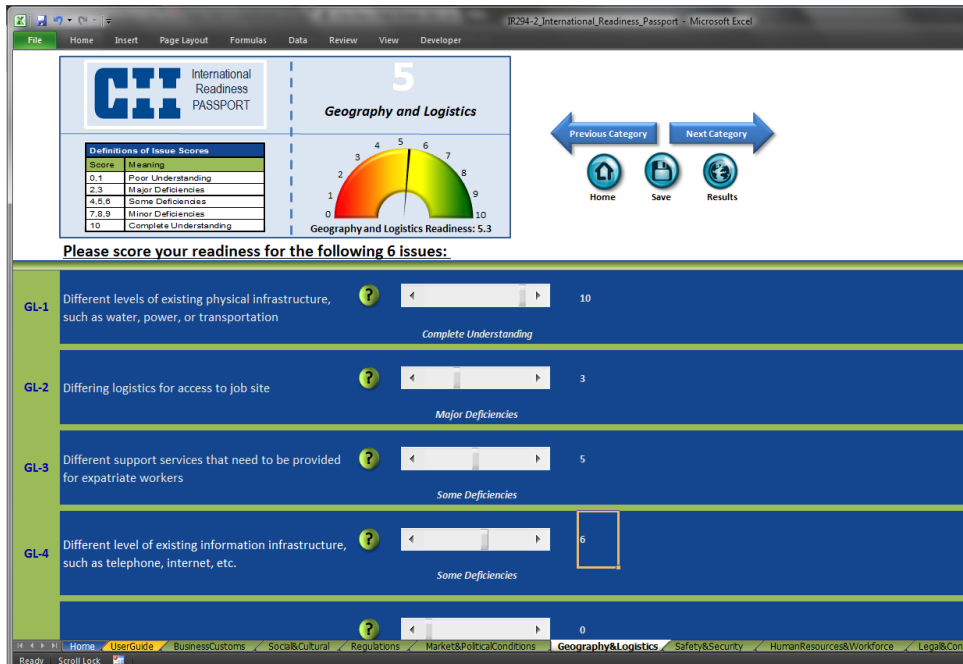 IR294-2_International_Readiness_Passport - Microsoft Excel
File Home Insert Page Layout Formulas Data Review View Developer
CII International
Readiness
PASSPORT
5
Geography and Logistics
Definitions of Issue Scores
Score Meaning
0,1 Poor Understanding
2,3 Major Deficiencies
4,5,6 Some Deficiencies
7,8,9 Minor Deficiencies
10 Complete Understanding
0 1 2 3 4 5 6 7 8 9 10
Geography and Logistics Readiness: 5.3
Previous Category Next Category
Home Save Results
Please score your readiness for the following 6 issues:
GL-1 Different levels of existing physical infrastructure, ? 10
such as water, power, or transportation
Complete Understanding
GL-2 Differing logistics for access to job site ? 3
Major Deficiencies
GL-3 Different support services that need to be provided ? 5
for expatriate workers
Some Deficiencies
GL-4 Different level of existing information infrastructure, ? 6
such as telephone, internet, etc.
Some Deficiencies
? 0
Home UserGuide BusinessCustoms Social&Cultural Regulations Market&PoliticalConditions Geography&Logistics Safety&Security HumanResources&Workforce Legal&Con
Ready Scroll Lock